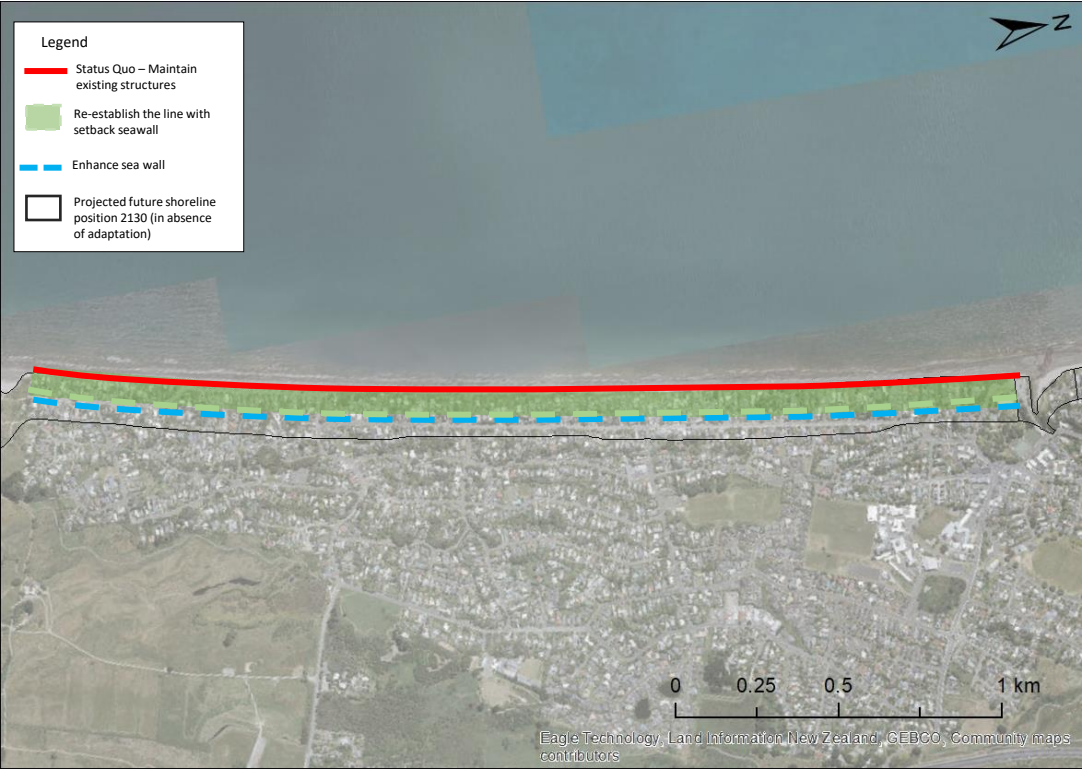 Legend
Status Quo – Maintain
existing structures
Re-establish the line with
setback seawall
Enhance sea wall
Projected future shoreline
position 2130 (in absence
of adaptation)
Z
0 0.25 0.5 1 km
Eagle Technology, Land Information New Zealand, GEBCO, Community maps
contributors